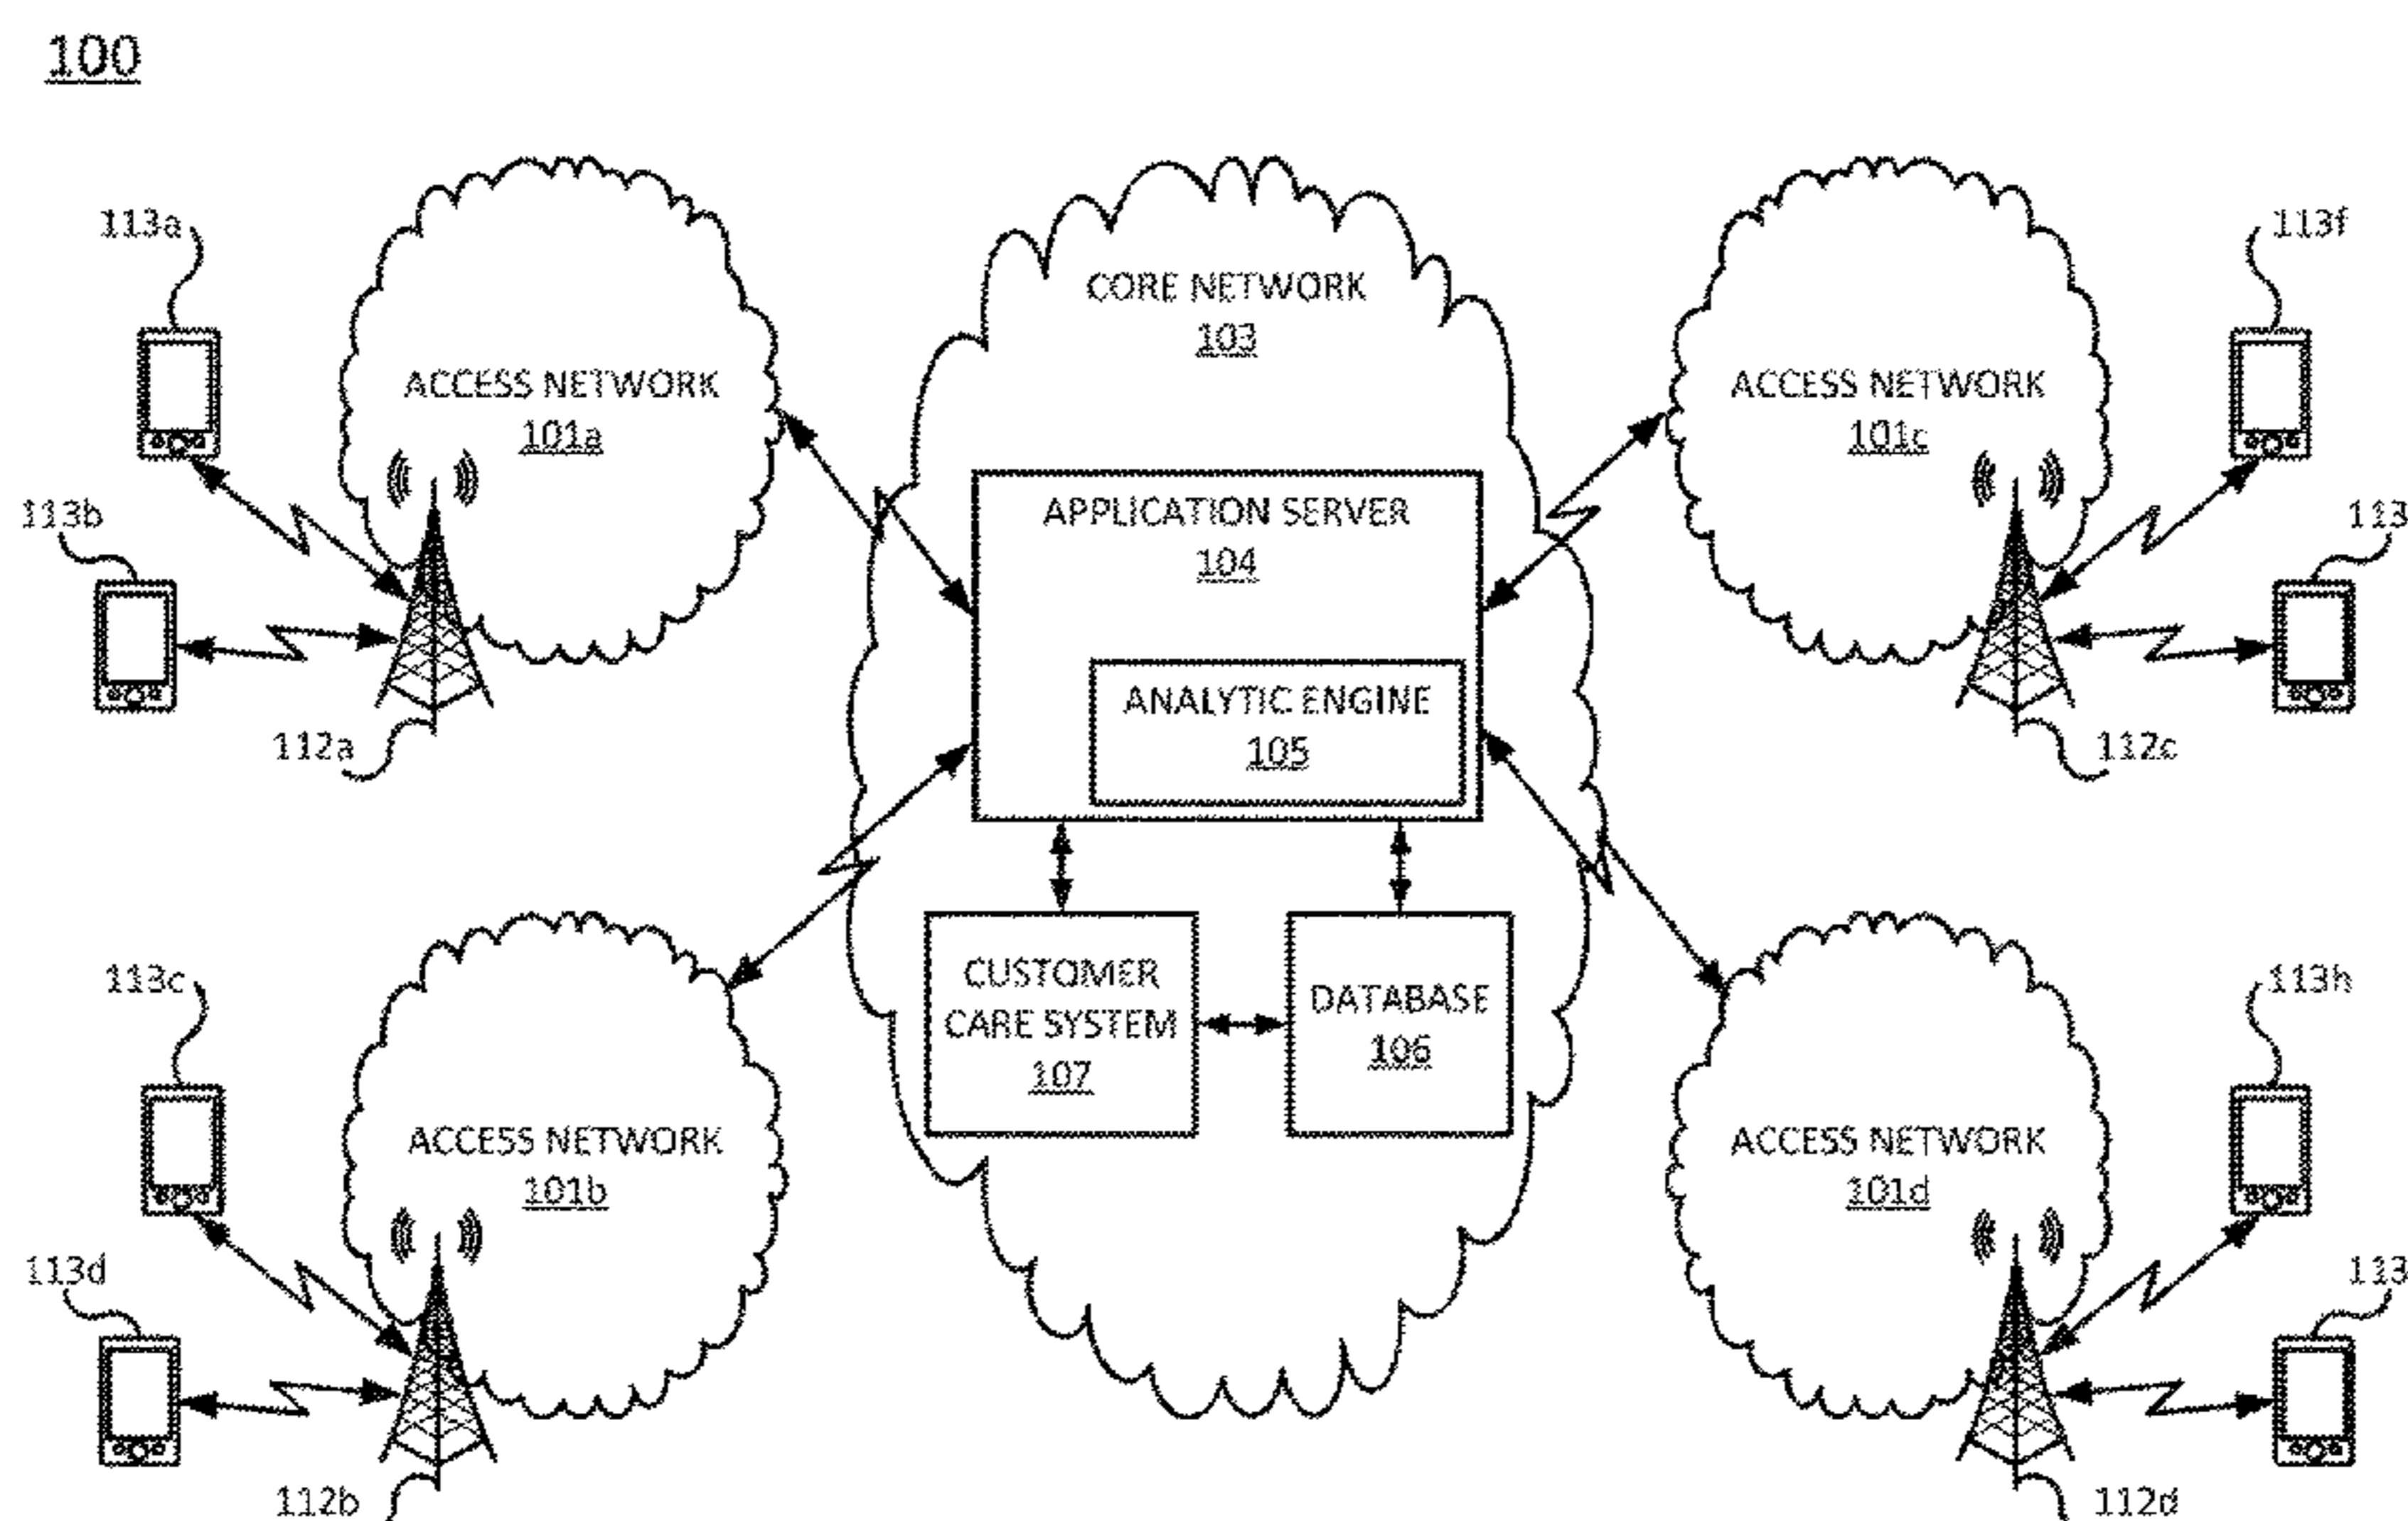 100
113a
113b
112a
ACCESS NETWORK
101a
CORE NETWORK
103
APPLICATION SERVER
104
ANALYTIC ENGINE
105
ACCESS NETWORK
101c
113f
113
112c
113c
113d
112b
ACCESS NETWORK
101b
CUSTOMER
CARE SYSTEM
107
DATABASE
106
ACCESS NETWORK
101d
113h
113
112d